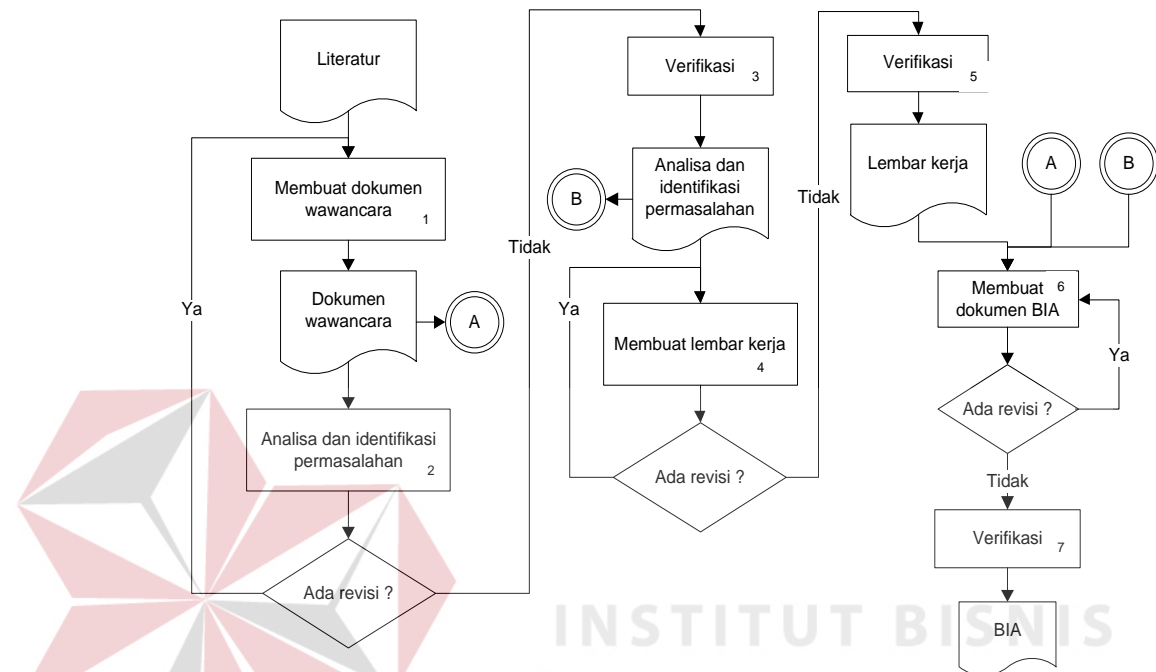 Literatur
Membuat dokumen
wawancara
1
Dokumen
wawancara
A
Analisa dan identifikasi
permasalahan
2
Ada revisi ?
Ya
Tidak
Verifikasi
3
Analisa dan
identifikasi
permasalahan
B
Ya
Membuat lembar kerja
4
Ada revisi ?
Tidak
Verifikasi
5
Lembar kerja
A
B
Membuat
dokumen BIA
6
Ya
Ada revisi ?
Tidak
Verifikasi
7
BIA
INSTITUT BISNIS